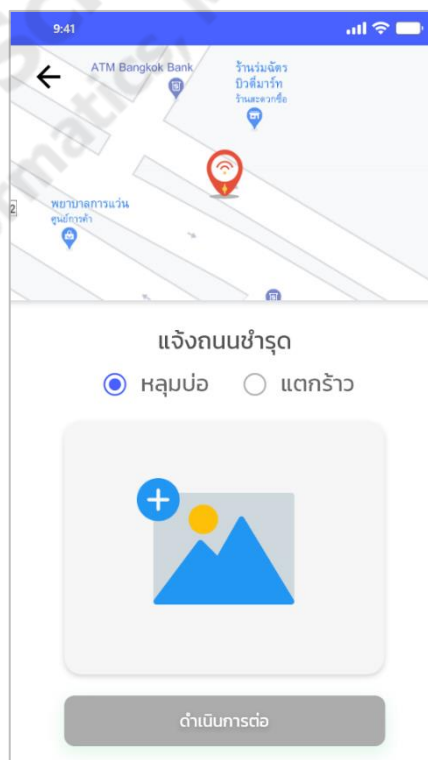 9:41
ATM Bangkok Bank
ร้านร่มฉัตร
บิวตี้มาร์ท
ร้านสะดวกซื้อ
2
พยาบาลการแว่น
ศูนย์การค้า
แจ้งถนนชำรุด
หลุมบ่อ
แตกร้าว
ดำเนินการต่อ